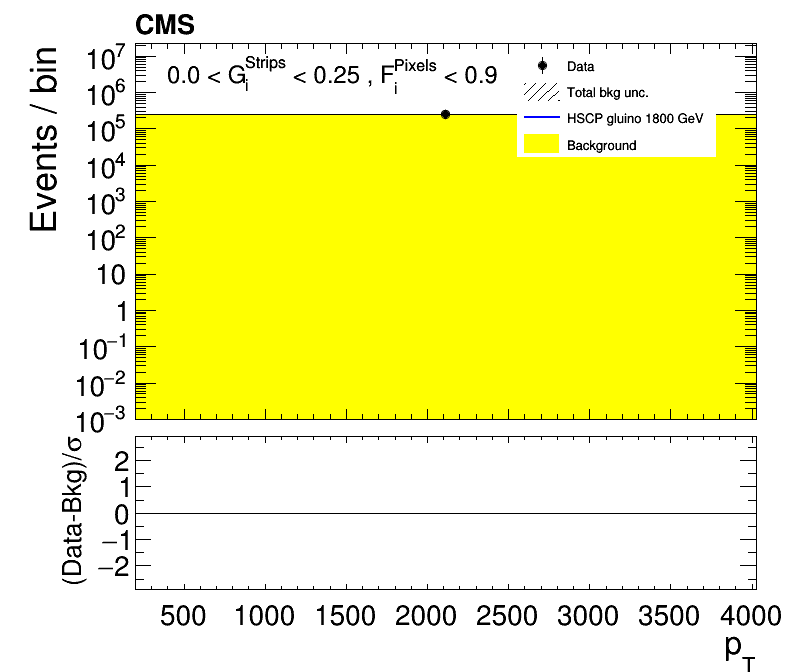 CMS
Events / bin
0.0 < G_i^Strips < 0.25 , F_i^Pixels < 0.9
Data
Total bkg unc.
HSCP gluino 1800 GeV
Background
10^7
10^6
10^5
10^4
10^3
10^2
10
1
10^−1
10^−2
10^−3
(Data-Bkg)/σ
2
1
0
−1
−2
500 1000 1500 2000 2500 3000 3500 4000
p_T